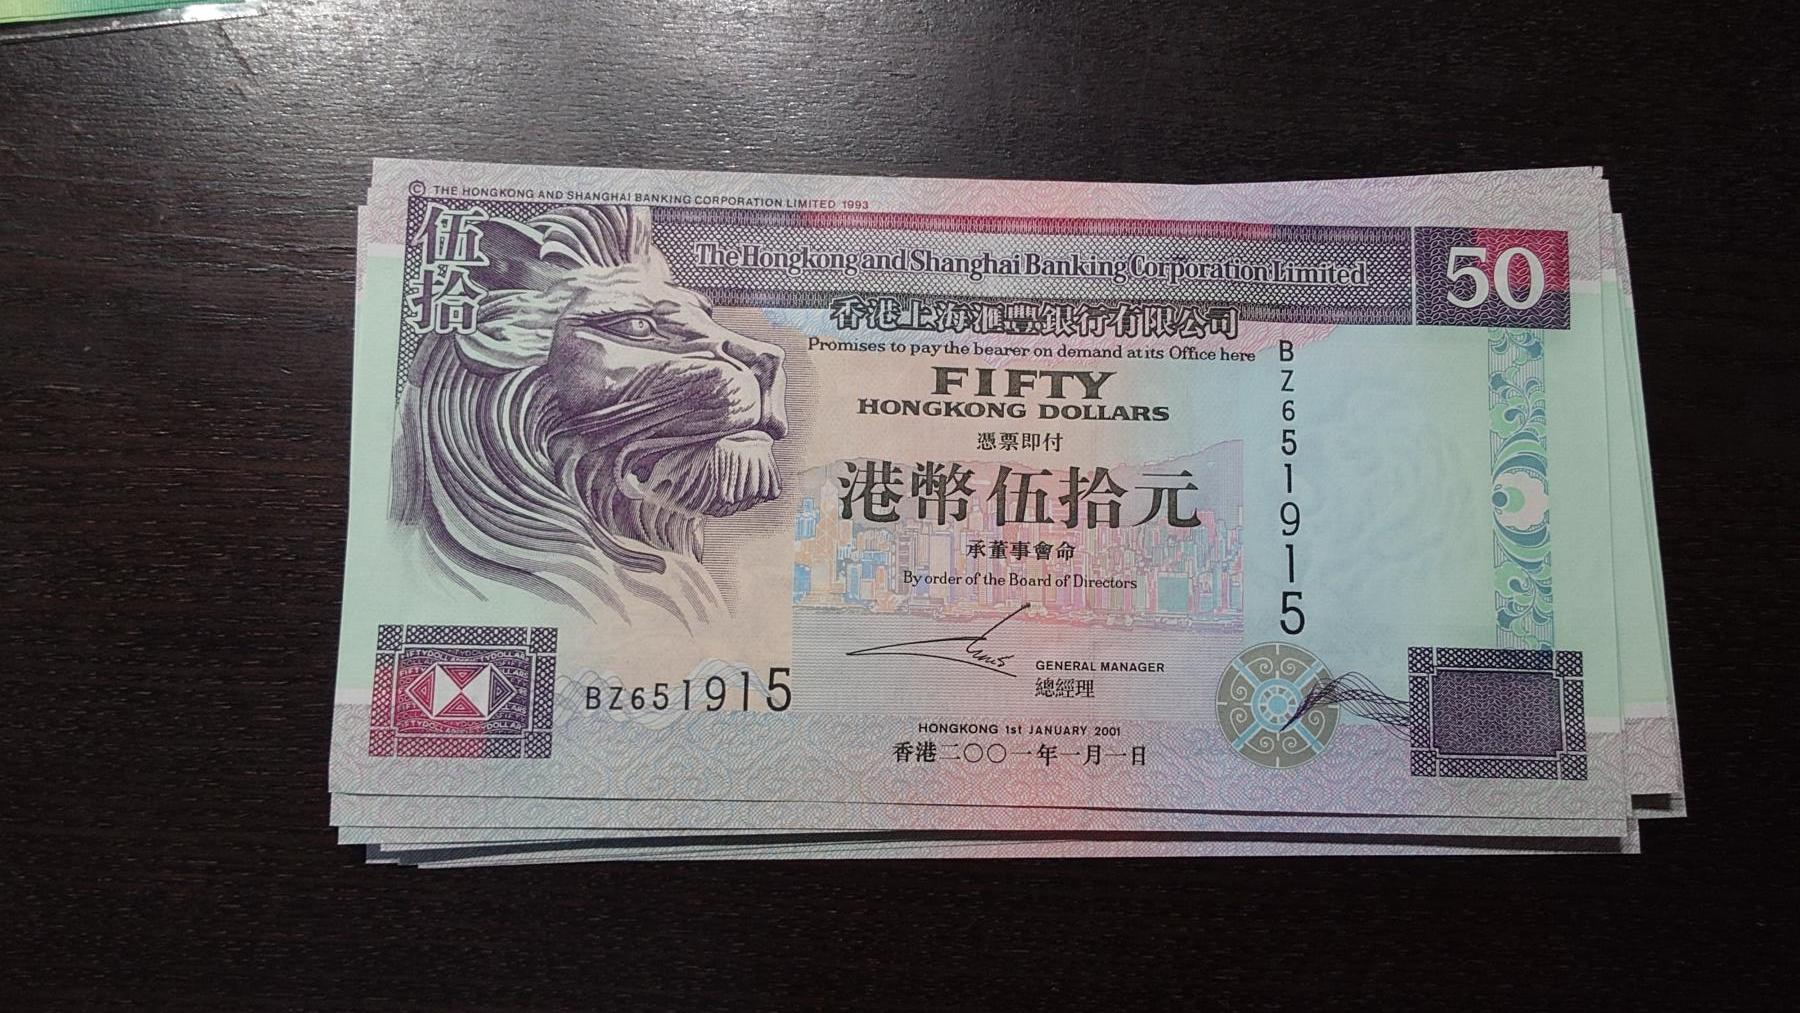 © THE HONGKONG AND SHANGHAI BANKING CORPORATION LIMITED 1993
伍拾
The Hongkong and Shanghai Banking Corporation Limited
50
香港上海滙豐銀行有限公司
Promises to pay the bearer on demand at its Office here
FIFTY
HONGKONG DOLLARS
憑票即付
港幣伍拾元
承董事會命
By order of the Board of Directors
GENERAL MANAGER
總經理
BZ651915
BZ651915
HONGKONG 1st JANUARY 2001
香港二〇〇一年一月一日